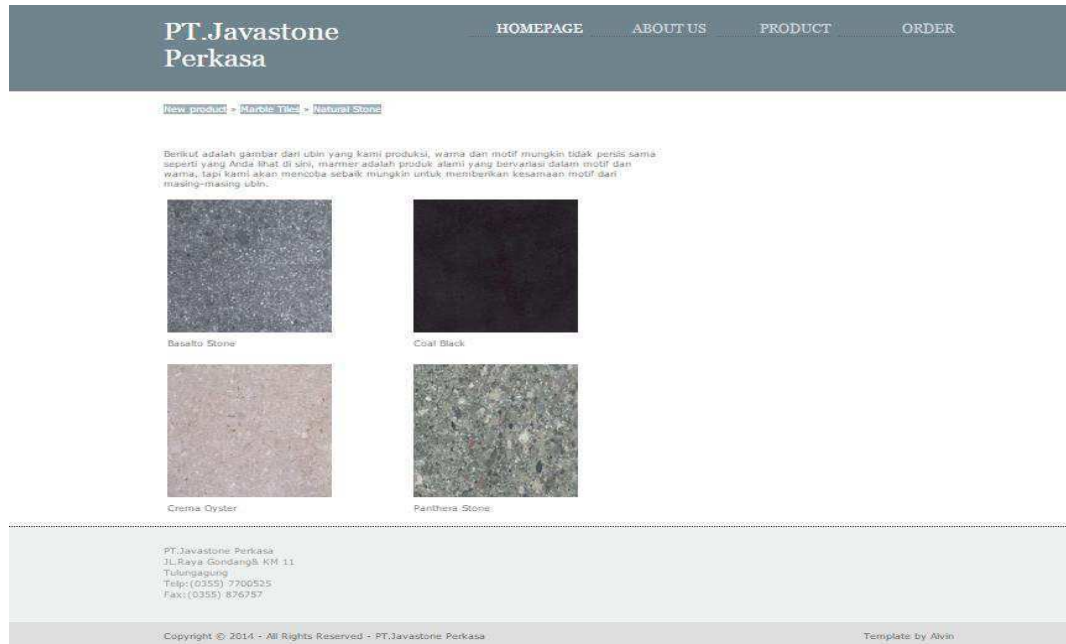 PT.Javastone
Perkasa
HOMEPAGE ABOUT US PRODUCT ORDER
New product » Marble Tiles » Natural Stone
Berikut adalah gambar dari ubin yang kami produksi, warna dan motif mungkin tidak persis sama
seperti yang Anda lihat di sini, marmer adalah produk alami yang bervariasi dalam motif dan
warna, tapi kami akan mencoba sebaik mungkin untuk memberikan kesamaan motif dari
masing-masing ubin.
Basalto Stone Coal Black
Crema Oyster Panthera Stone
PT.Javastone Perkasa
JL.Raya Gondang& KM 11
Tulungagung
Telp:(0355) 7700525
Fax:(0355) 876757
Copyright © 2014 - All Rights Reserved - PT.Javastone Perkasa Template by Alvin